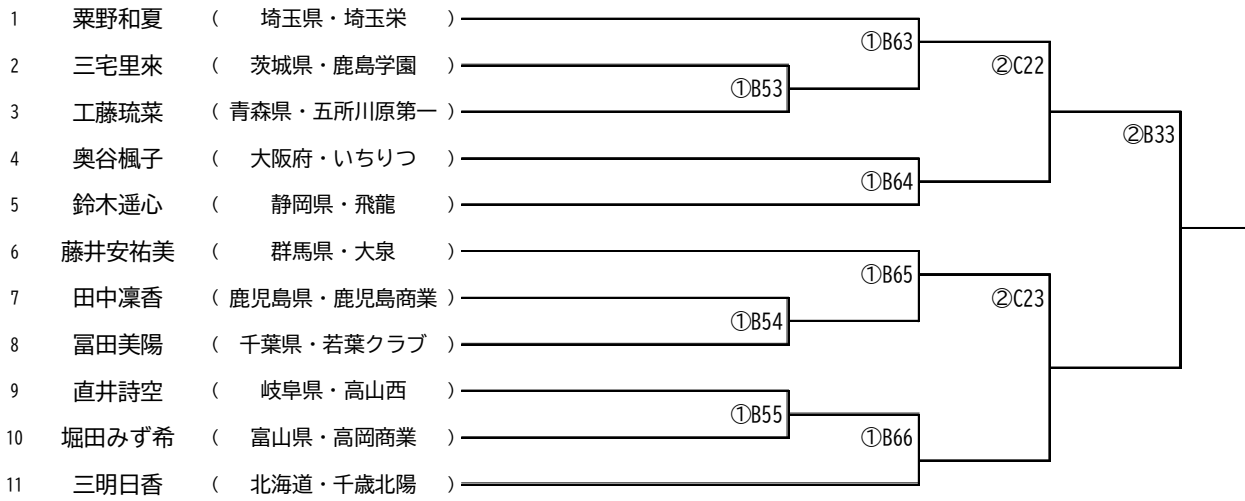 1 粟野和夏 ( 埼玉県・埼玉栄 )
①B63
2 三宅里來 ( 茨城県・鹿島学園 )
②C22
①B53
3 工藤琉菜 ( 青森県・五所川原第一 )
②B33
4 奥谷楓子 ( 大阪府・いちりつ )
①B64
5 鈴木遥心 ( 静岡県・飛龍 )
6 藤井安祐美 ( 群馬県・大泉 )
①B65
7 田中凜香 ( 鹿児島県・鹿児島商業 )
②C23
①B54
8 冨田美陽 ( 千葉県・若葉クラブ )
9 直井詩空 ( 岐阜県・高山西 )
①B55
10 堀田みず希 ( 富山県・高岡商業 )
①B66
11 三明日香 ( 北海道・千歳北陽 )